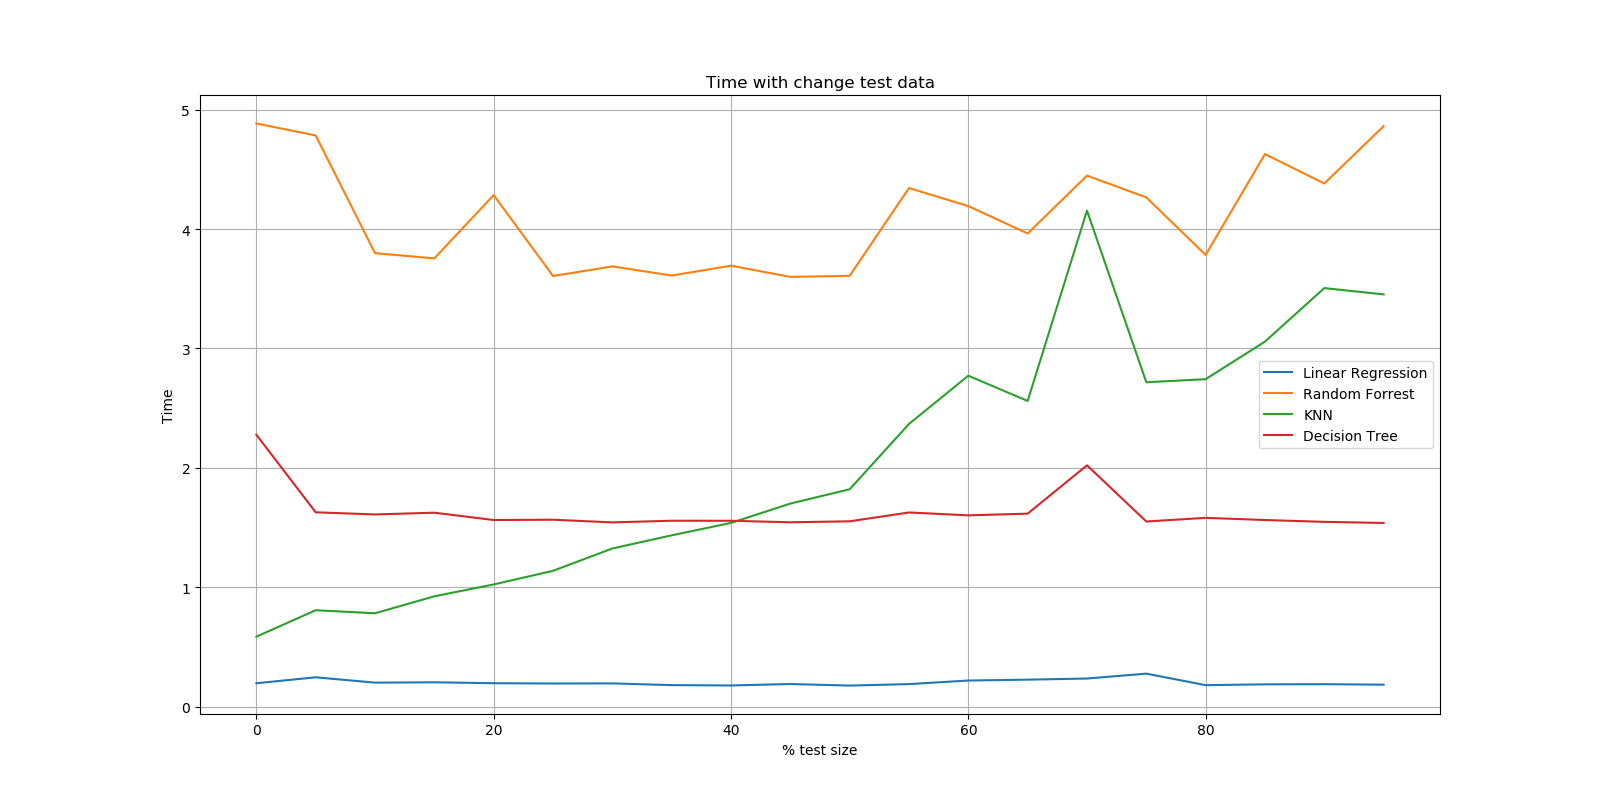 Time with change test data
5
4
3
2
1
0
Time
Linear Regression
Random Forrest
KNN
Decision Tree
0 20 40 60 80
% test size